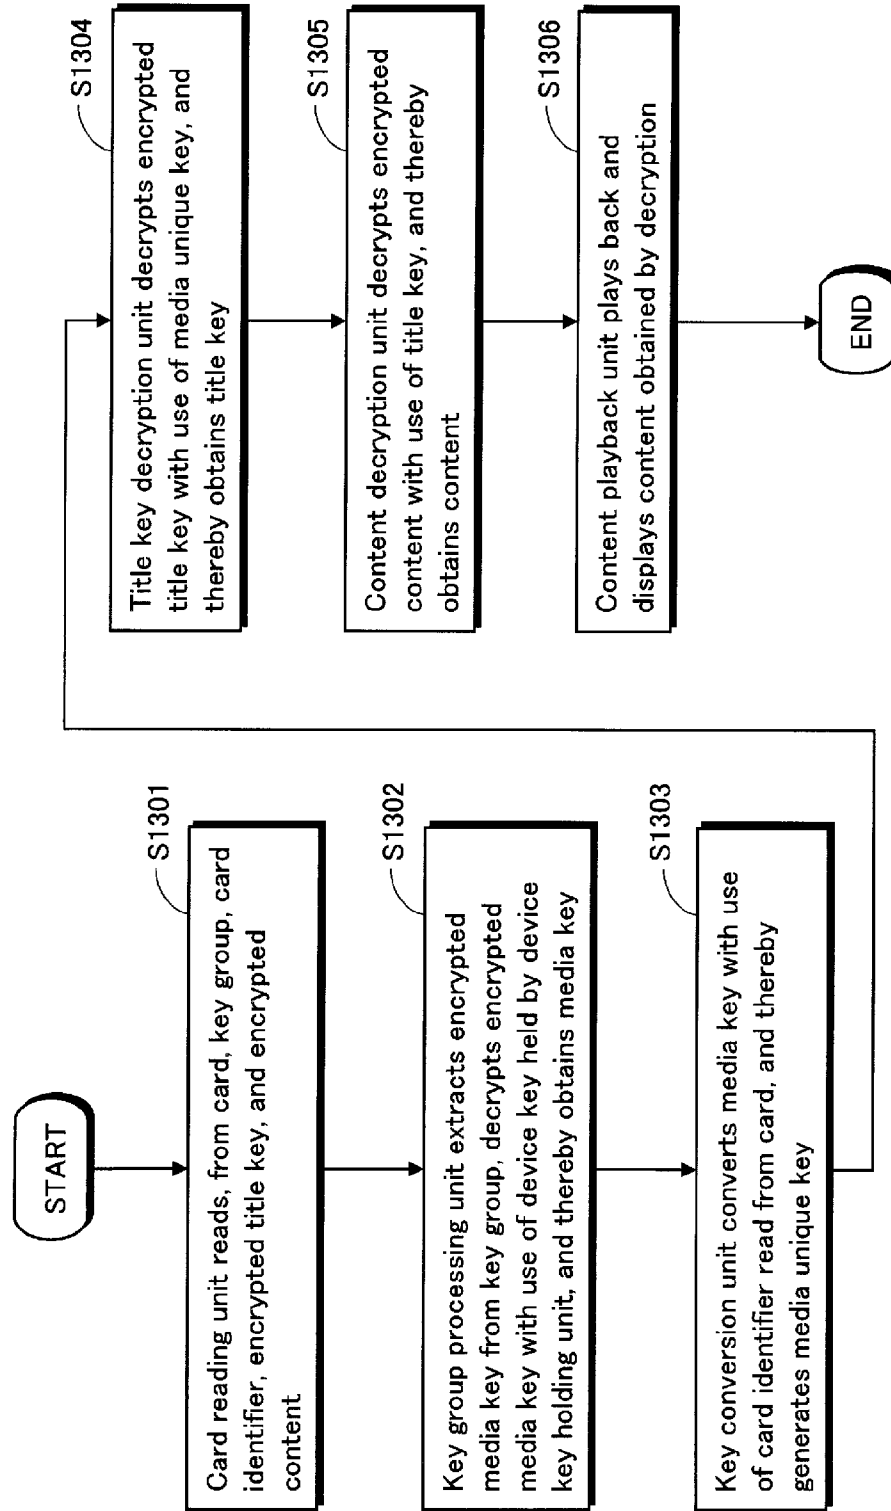 START
S1301
Card reading unit reads, from card, key group, card
identifier, encrypted title key, and encrypted
content
S1302
Key group processing unit extracts encrypted
media key from key group, decrypts encrypted
media key with use of device key held by device
key holding unit, and thereby obtains media key
S1303
Key conversion unit converts media key with use
of card identifier read from card, and thereby
generates media unique key
S1304
Title key decryption unit decrypts encrypted
title key with use of media unique key, and
thereby obtains title key
S1305
Content decryption unit decrypts encrypted
content with use of title key, and thereby
obtains content
S1306
Content playback unit plays back and
displays content obtained by decryption
END